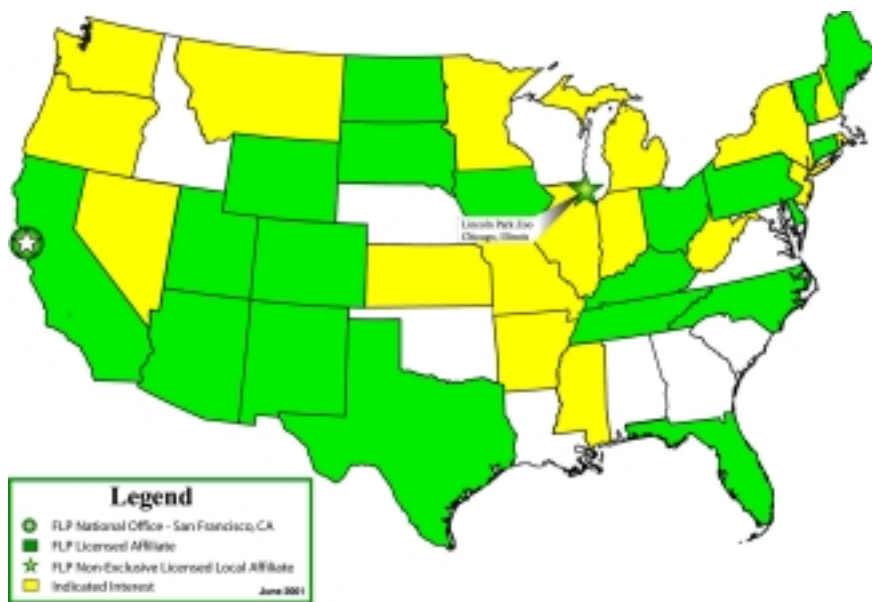 Lincoln Park Zoo
Chicago, Illinois
Legend
FLP National Office - San Francisco, CA
FLP Licensed Affiliate
FLP Non-Exclusive Licensed Local Affiliate
Indicated Interest
June 2001